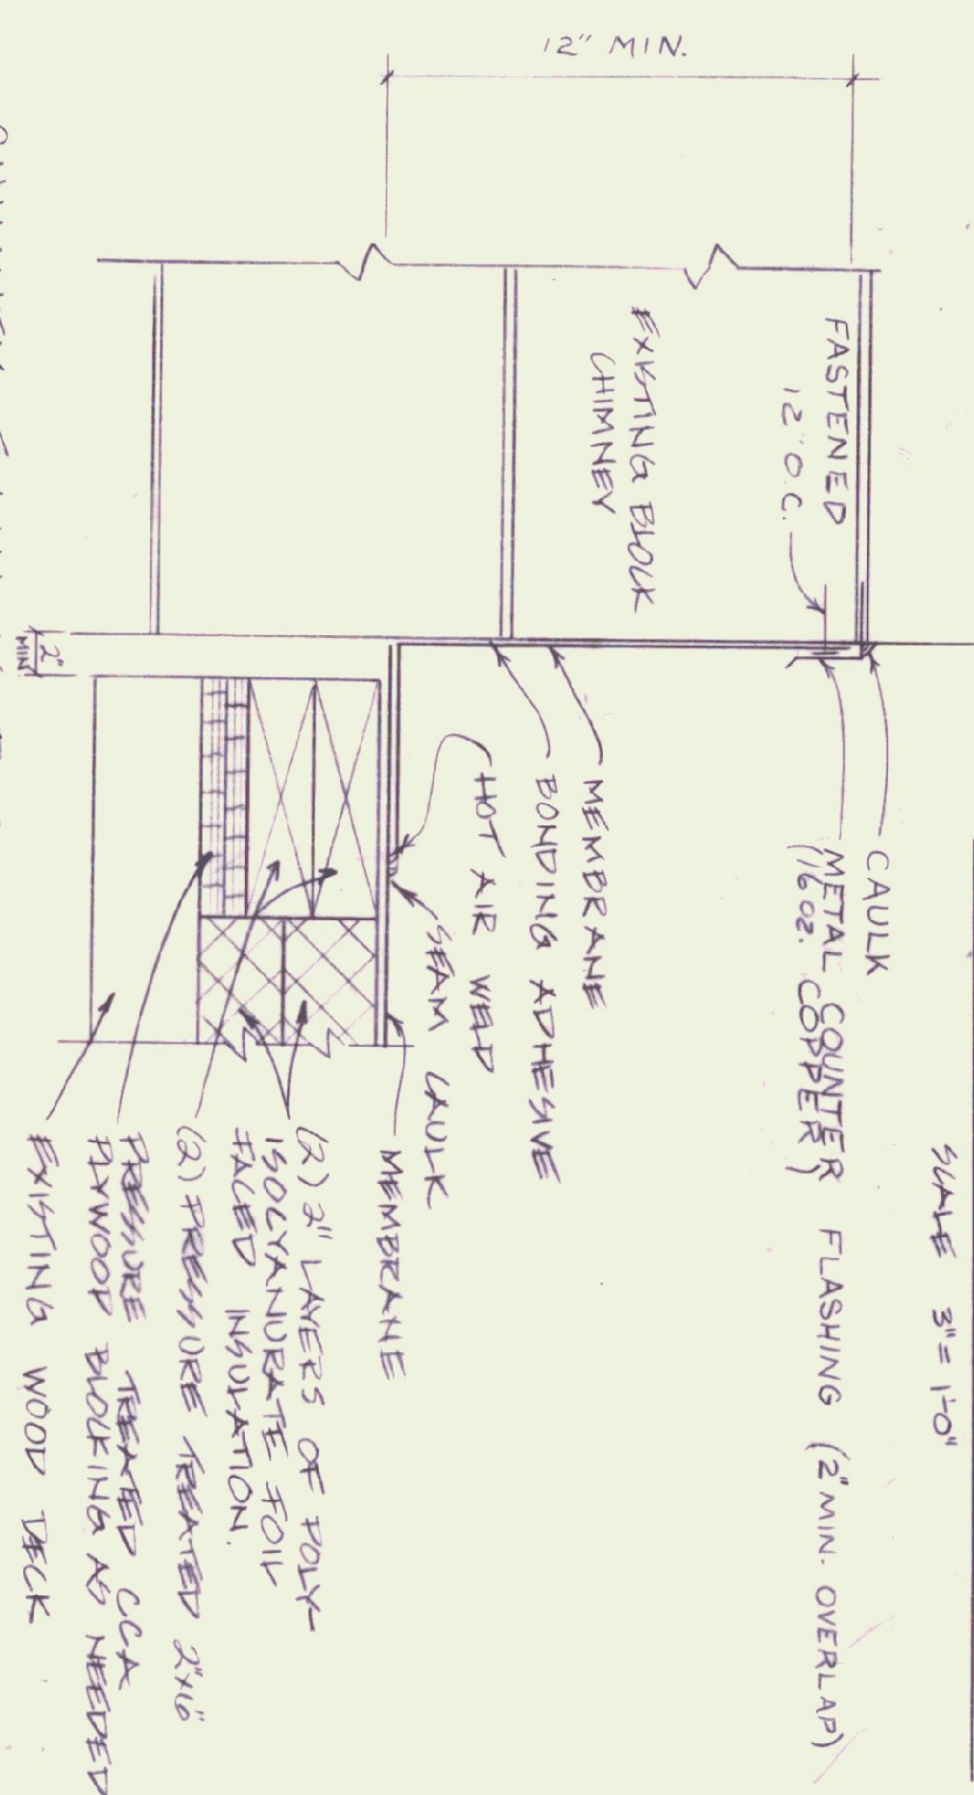 SCALE 3"= 1'-0"
CAULK
METAL COUNTER FLASHING (2" MIN. OVERLAP)
(16 OZ. COPPER)
FASTENED
12" O.C.
12" MIN.
EXISTING BLOCK
CHIMNEY
MEMBRANE
BONDING ADHESIVE
HOT AIR WELD
SEAM CAULK
MEMBRANE
(2) 2" LAYERS OF POLY-
ISOCYANURATE FOIL
FACED INSULATION.
(2) PRESSURE TREATED 2"x6"
PRESSURE TREATED CCA
PLYWOOD BLOCKING AS NEEDED
EXISTING WOOD DECK
2"
MIN